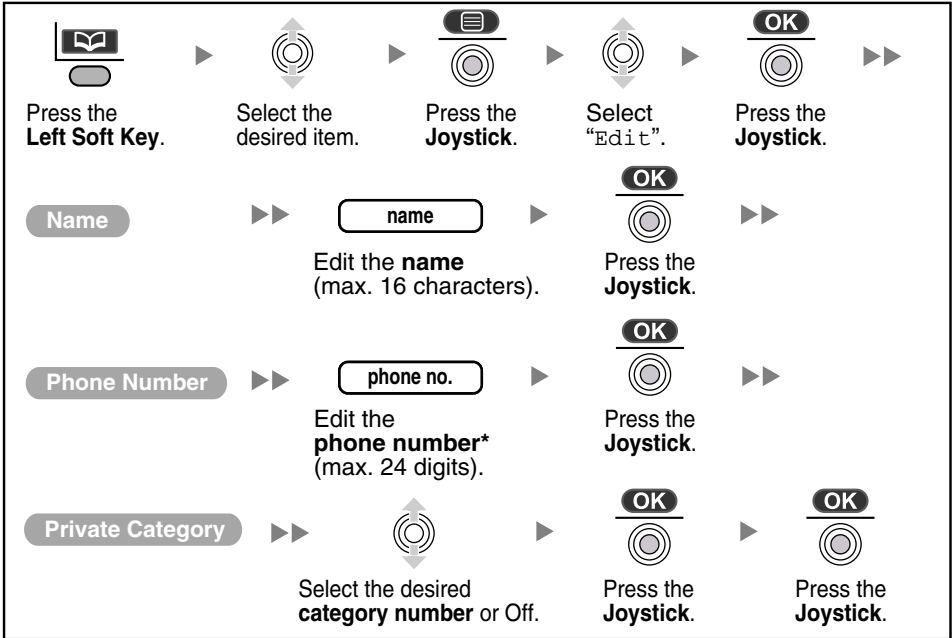 OK
Press the
Left Soft Key.
Select the
desired item.
Press the
Joystick.
Select
“Edit”.
Press the
Joystick.
Name
name
OK
Edit the name
(max. 16 characters).
Press the
Joystick.
Phone Number
phone no.
OK
Edit the
phone number*
(max. 24 digits).
Press the
Joystick.
Private Category
OK
OK
Select the desired
category number or Off.
Press the
Joystick.
Press the
Joystick.